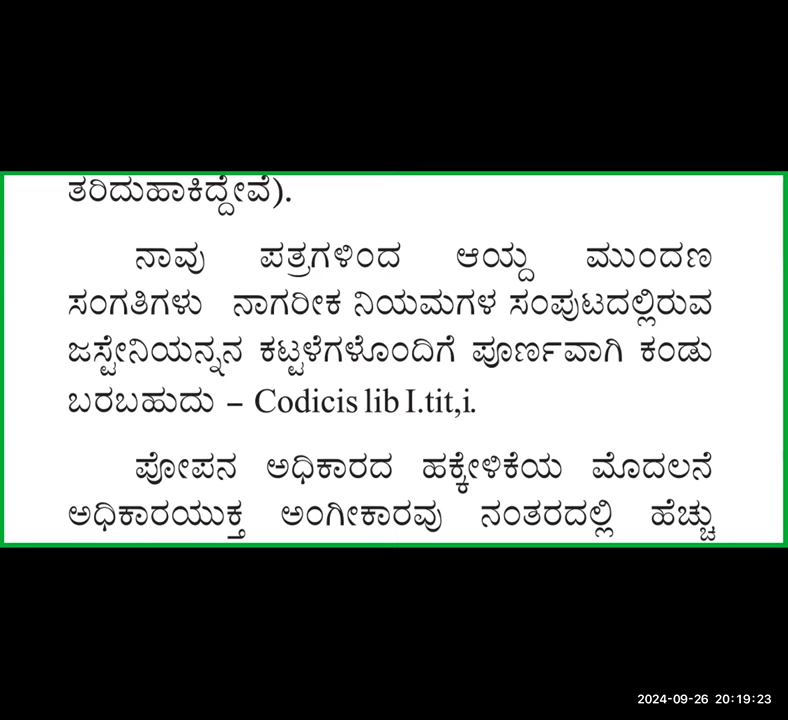 ತರಿದುಹಾಕಿದ್ದೇವೆ).
ನಾವು ಪತ್ರಗಳಿಂದ ಆಯ್ದ ಮುಂದಣ
ಸಂಗತಿಗಳು ನಾಗರೀಕ ನಿಯಮಗಳ ಸಂಪುಟದಲ್ಲಿರುವ
ಜಸ್ಟೇನಿಯನ್ನನ ಕಟ್ಟಳೆಗಳೊಂದಿಗೆ ಪೂರ್ಣವಾಗಿ ಕಂಡು
ಬರಬಹುದು – Codicis lib I.tit,i.
ಪೋಪನ ಅಧಿಕಾರದ ಹಕ್ಕೇಳಿಕೆಯ ಮೊದಲನೆ
ಅಧಿಕಾರಯುಕ್ತ ಅಂಗೀಕಾರವು ನಂತರದಲ್ಲಿ ಹೆಚ್ಚು
2024-09-26 20:19:23